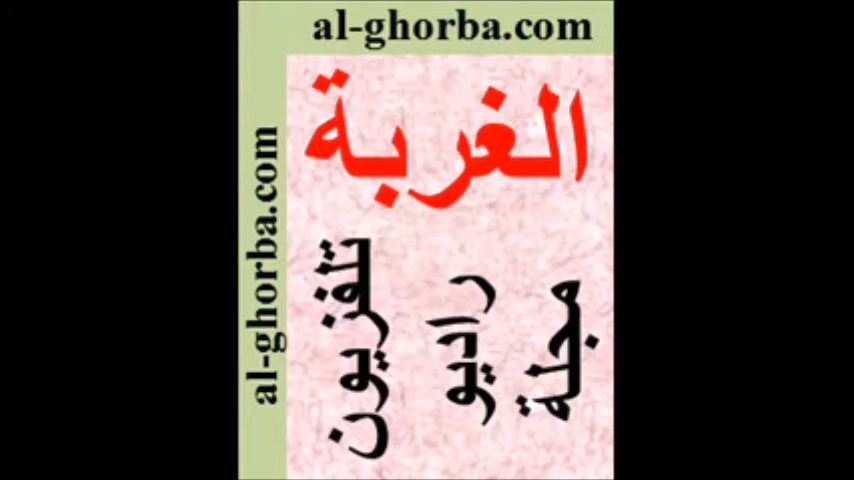 al-ghorba.com
al-ghorba.com
الغربة
مجلة
راديو
تلفزيون